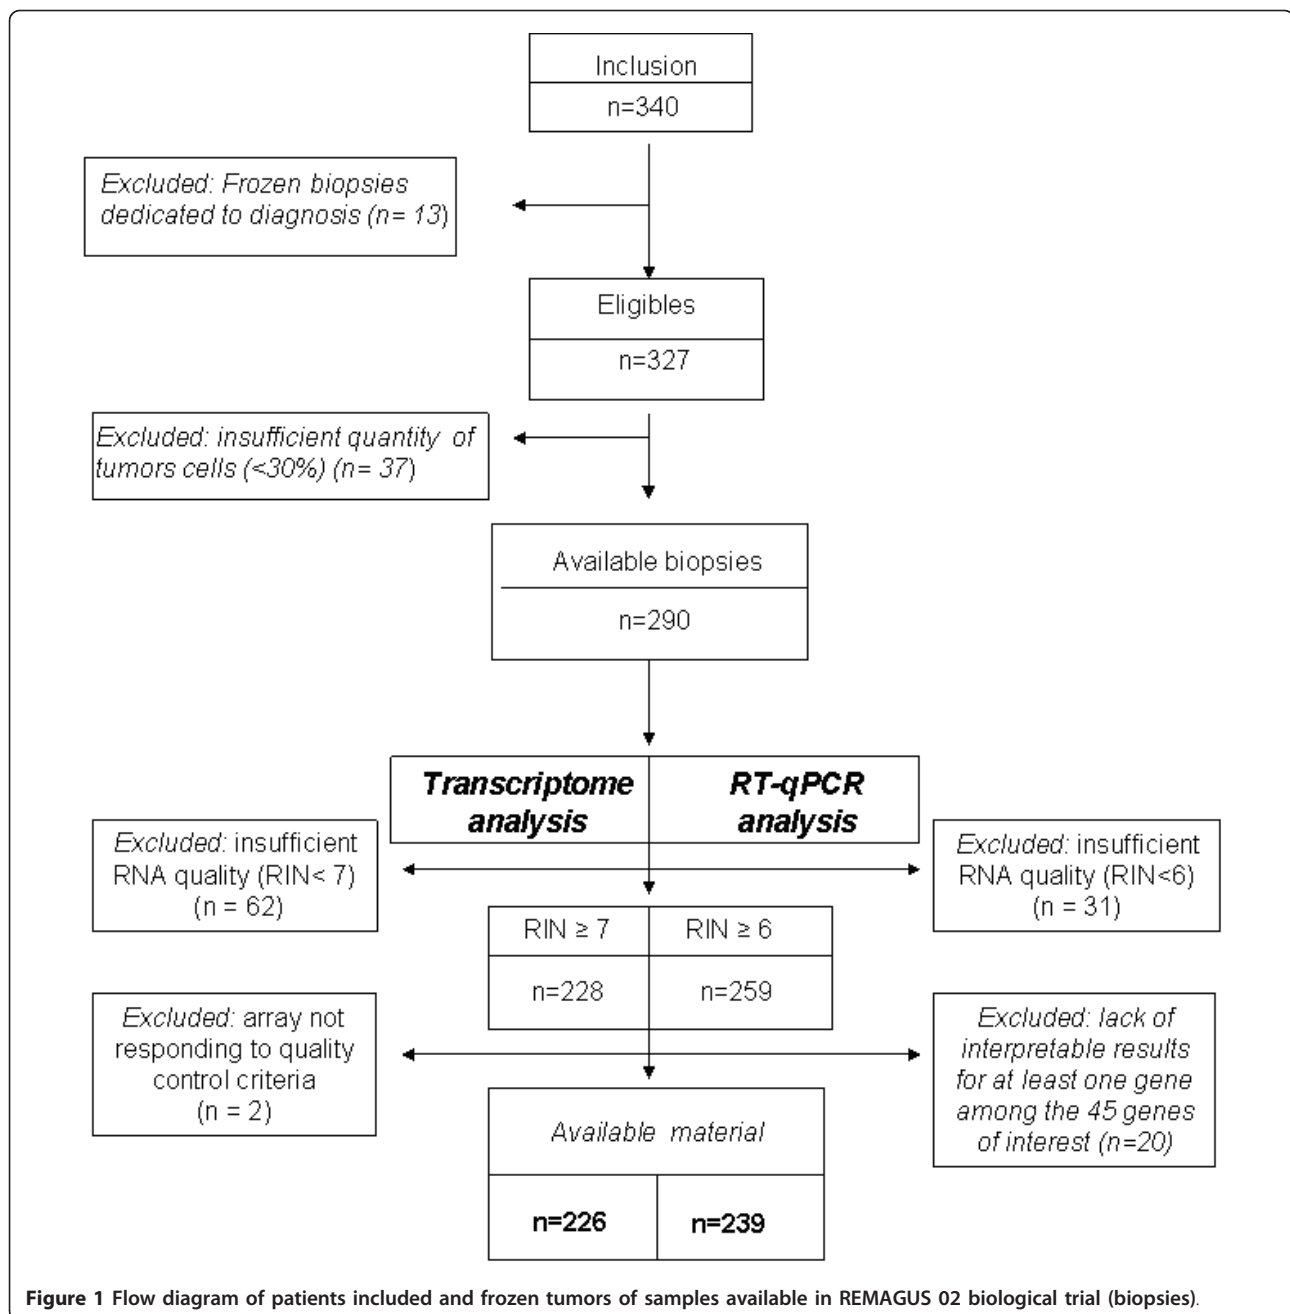 Inclusion
n=340
Excluded: Frozen biopsies
dedicated to diagnosis (n= 13)
Eligibles
n=327
Excluded: insufficient quantity of
tumors cells (<30%) (n= 37)
Available biopsies
n=290
Transcriptome
analysis
RT-qPCR
analysis
Excluded: insufficient
RNA quality (RIN< 7)
(n = 62)
Excluded: insufficient
RNA quality (RIN<6)
(n = 31)
RIN ≥ 7
RIN ≥ 6
n=228
n=259
Excluded: array not
responding to quality
control criteria
(n = 2)
Excluded: lack of
interpretable results
for at least one gene
among the 45 genes
of interest (n=20)
Available material
n=226
n=239
Figure 1 Flow diagram of patients included and frozen tumors of samples available in REMAGUS 02 biological trial (biopsies).